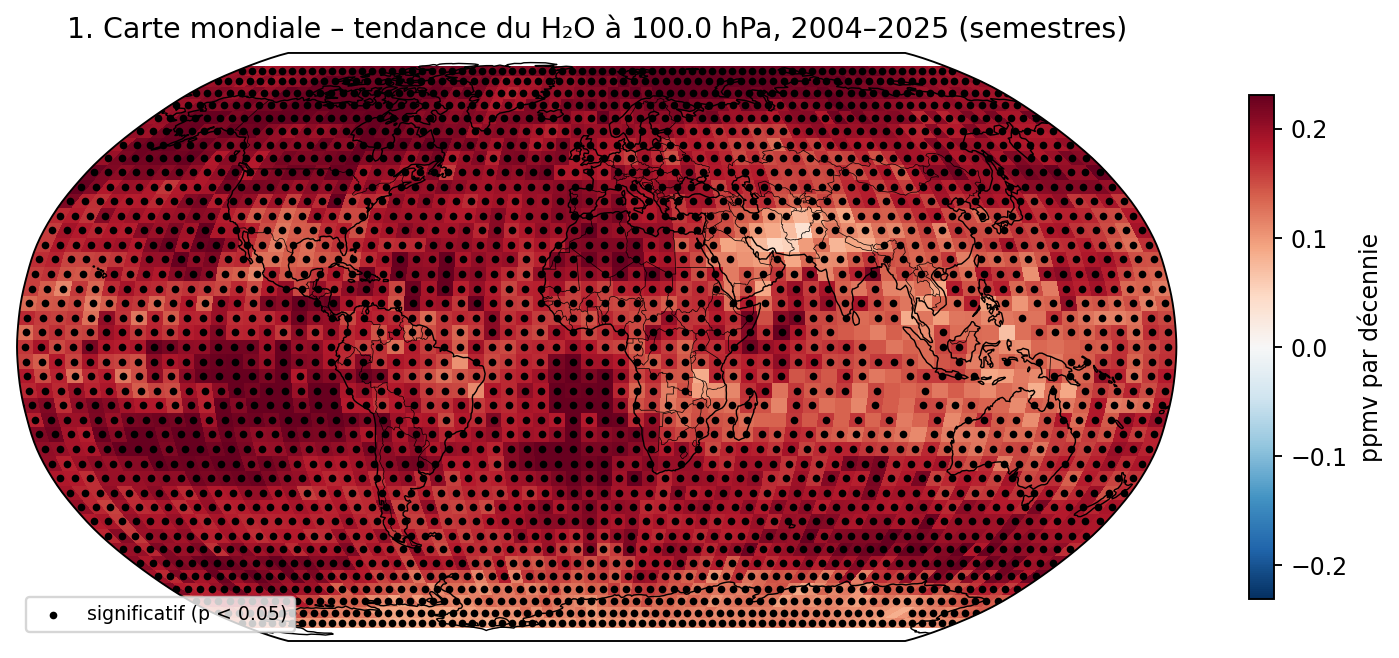 1. Carte mondiale – tendance du H₂O à 100.0 hPa, 2004–2025 (semestres)
0.2
0.1
0.0
−0.1
−0.2
ppmv par décennie
significatif (p < 0.05)